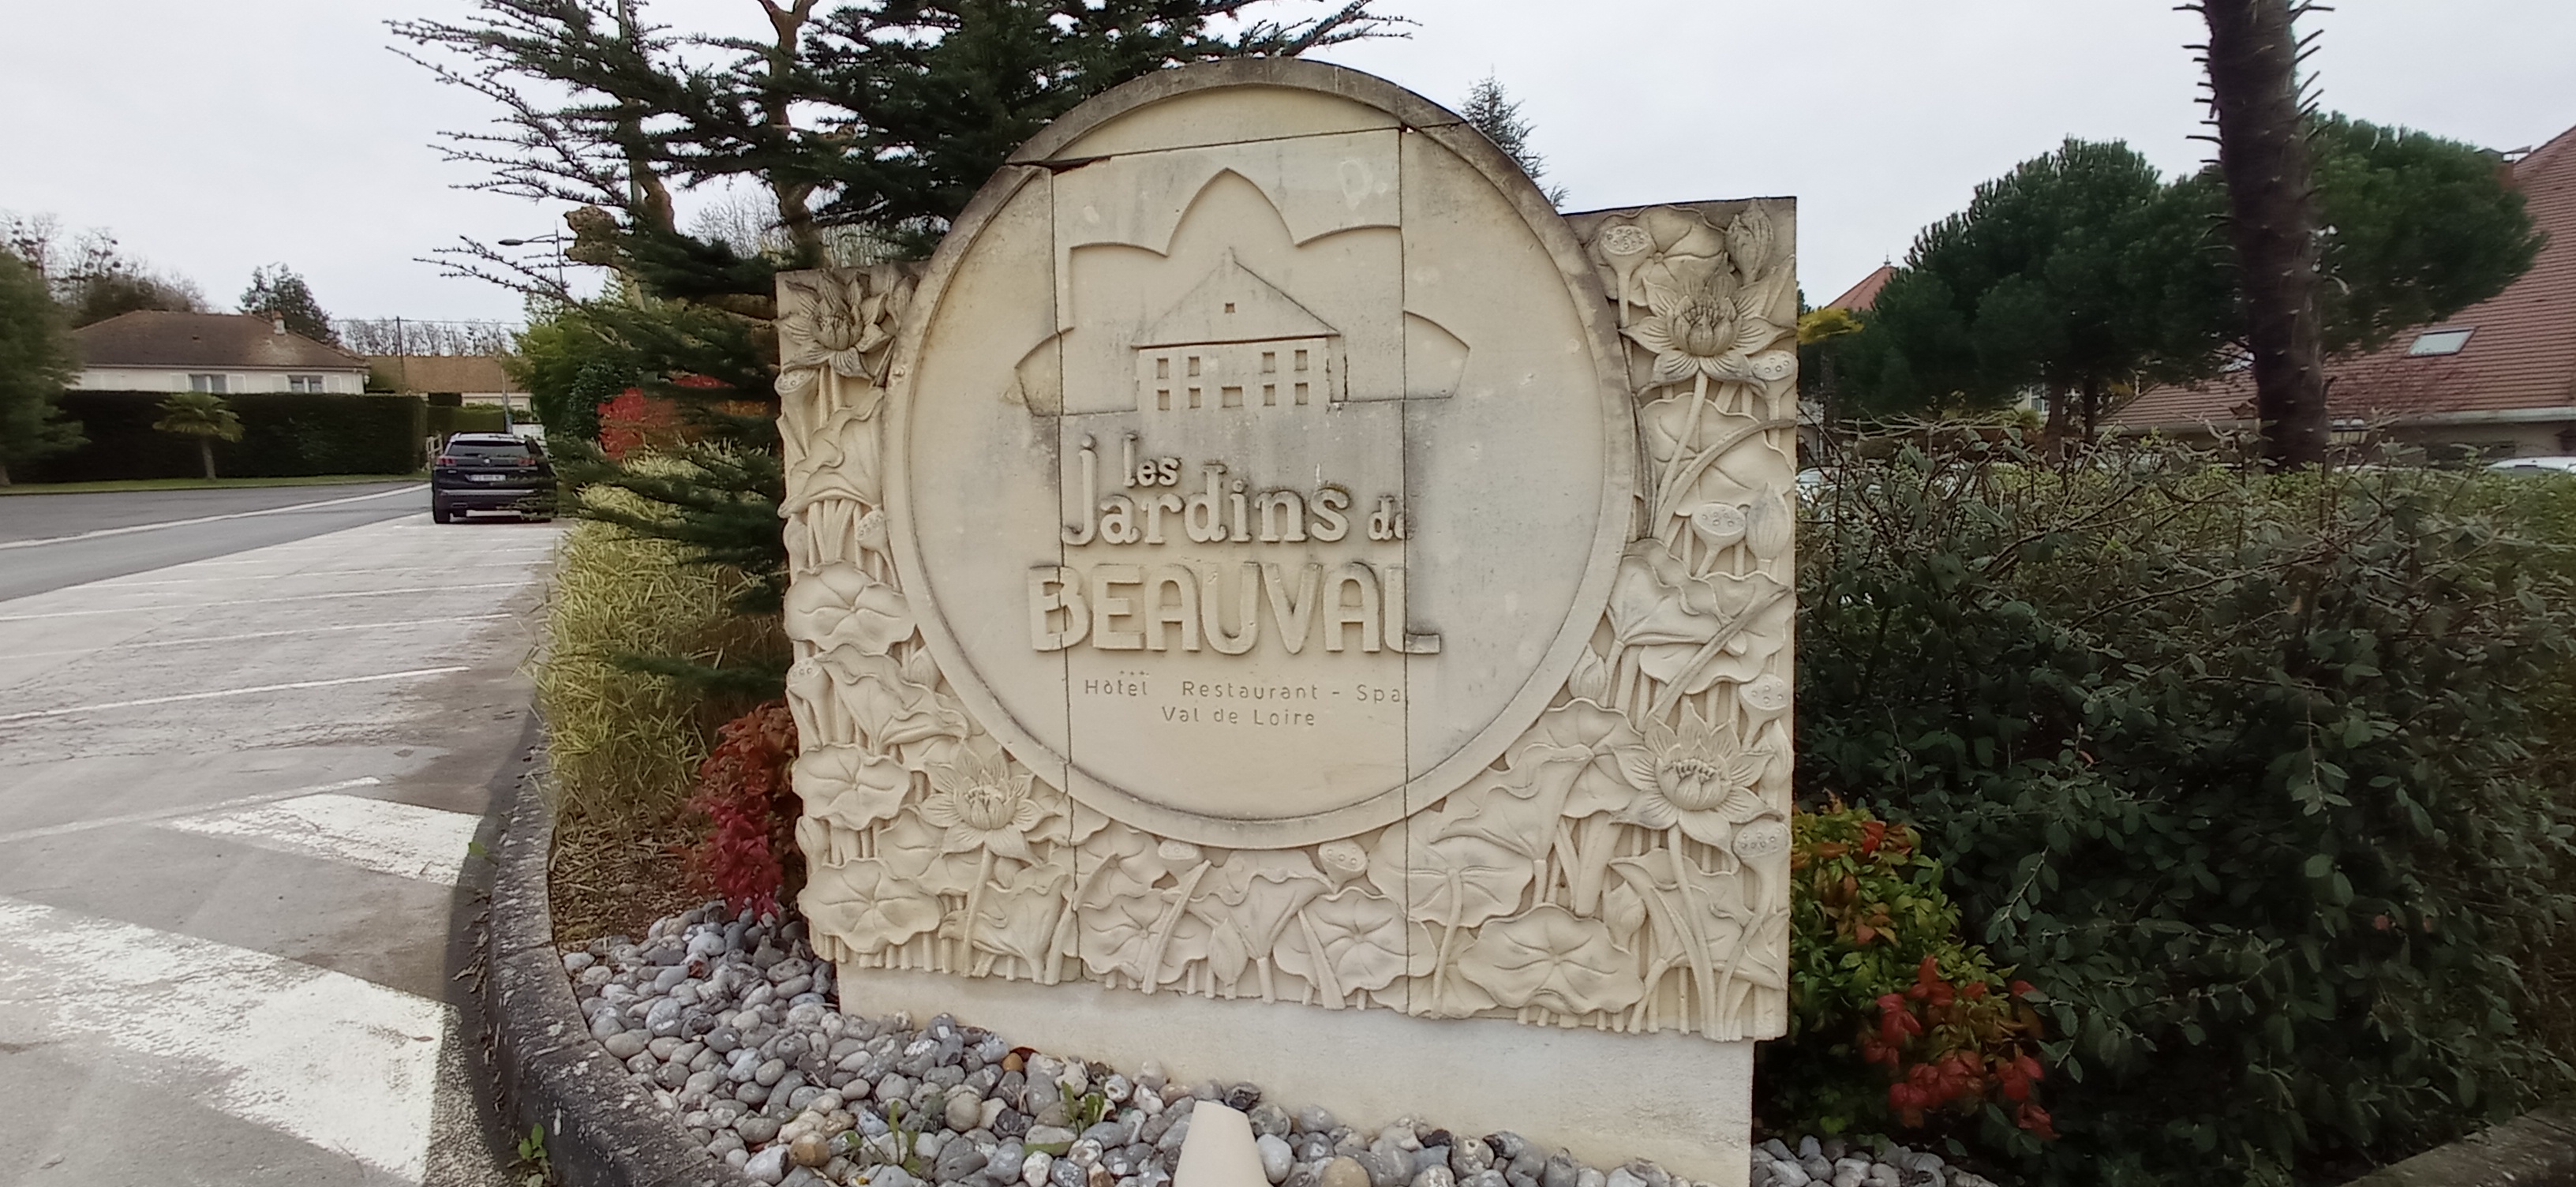 les
Jardins de
BEAUVAL
***
Hôtel Restaurant - Spa
Val de Loire